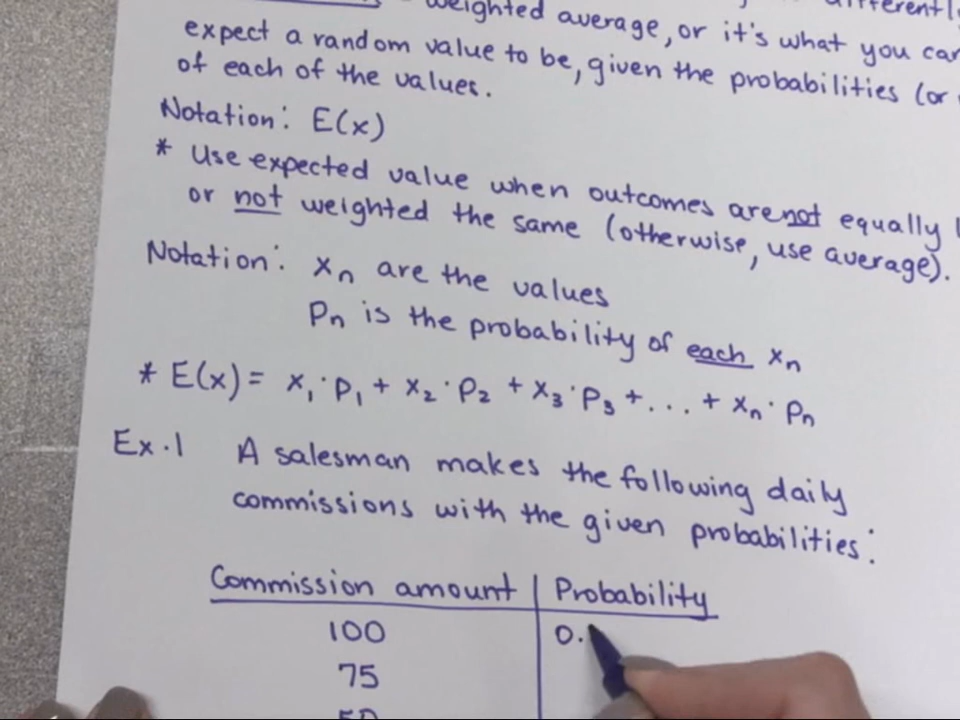 weighted average, or it's what you can
expect a random value to be, given the probabilities (or
of each of the values.
Notation: E(x)
* Use expected value when outcomes are not equally
or not weighted the same (otherwise, use average).
Notation: xn are the values
Pn is the probability of each xn
* E(x) = x₁·P₁ + x₂·P₂ + x₃·P₃ + ... + xn·Pn
Ex.1 A salesman makes the following daily
commissions with the given probabilities:
Commission amount | Probability
100 0.
75
50